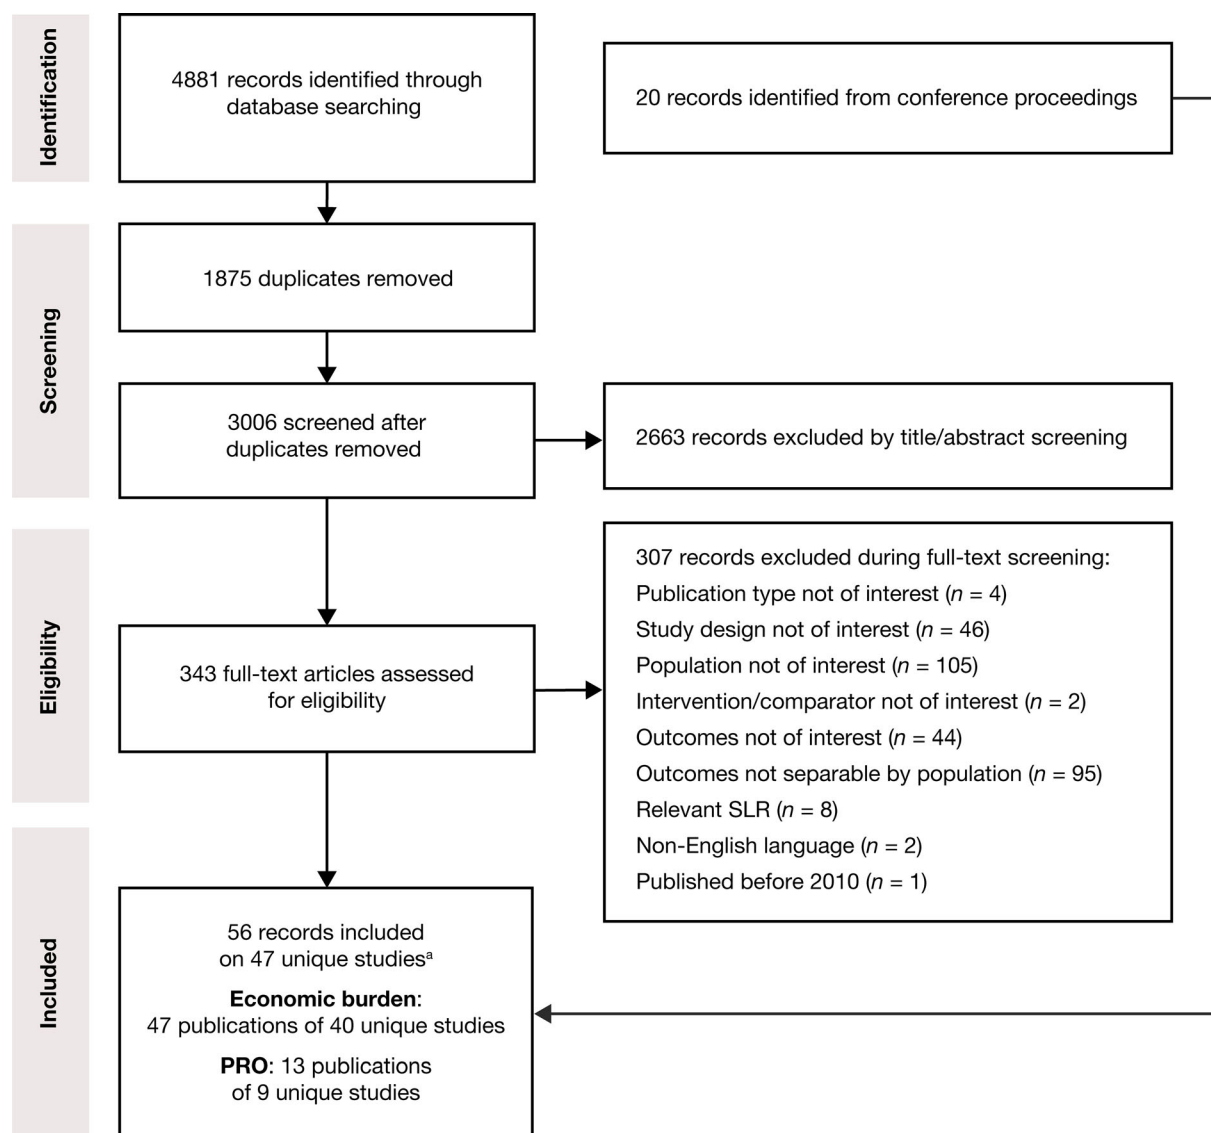 Identification
4881 records identified through
database searching
20 records identified from conference proceedings
Screening
1875 duplicates removed
3006 screened after
duplicates removed
2663 records excluded by title/abstract screening
Eligibility
343 full-text articles assessed
for eligibility
307 records excluded during full-text screening:
Publication type not of interest (n = 4)
Study design not of interest (n = 46)
Population not of interest (n = 105)
Intervention/comparator not of interest (n = 2)
Outcomes not of interest (n = 44)
Outcomes not separable by population (n = 95)
Relevant SLR (n = 8)
Non-English language (n = 2)
Published before 2010 (n = 1)
Included
56 records included
on 47 unique studiesᵃ
Economic burden:
47 publications of 40 unique studies
PRO: 13 publications
of 9 unique studies